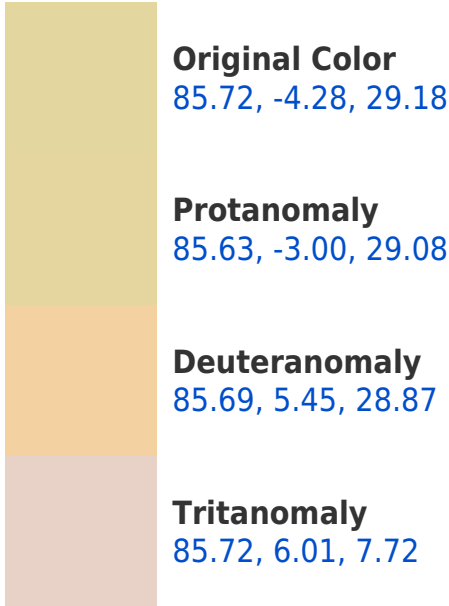 Original Color
85.72, -4.28, 29.18
Protanomaly
85.63, -3.00, 29.08
Deuteranomaly
85.69, 5.45, 28.87
Tritanomaly
85.72, 6.01, 7.72